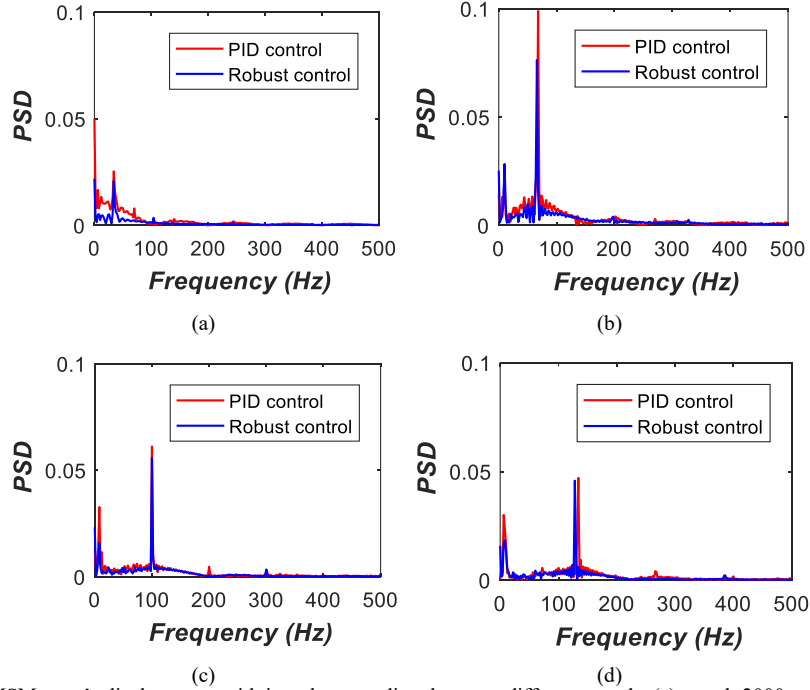 0.1
PID control
Robust control
PSD
0.05
0
0 100 200 300 400 500
Frequency (Hz)
(a)
0.1
PID control
Robust control
PSD
0.05
0
0 100 200 300 400 500
Frequency (Hz)
(b)
0.1
PID control
Robust control
PSD
0.05
0
0 100 200 300 400 500
Frequency (Hz)
(c)
0.1
PID control
Robust control
PSD
0.05
0
0 100 200 300 400 500
Frequency (Hz)
(d)